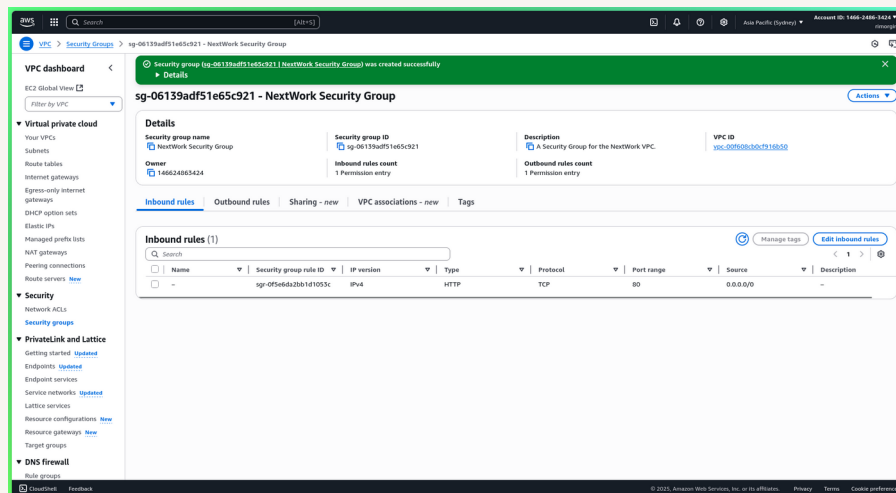 aws
Search [Alt+S]
Asia Pacific (Sydney) ▼
Account ID: 1466-2486-3424 ▼
VPC > Security Groups > sg-06139adf51e65c921 - NextWork Security Group
VPC dashboard
EC2 Global View
Filter by VPC
Virtual private cloud
Your VPCs
Subnets
Route tables
Internet gateways
Egress-only internet
gateways
DHCP option sets
Elastic IPs
Managed prefix lists
NAT gateways
Peering connections
Route servers New
Security
Network ACLs
Security groups
PrivateLink and Lattice
Getting started Updated
Endpoints Updated
Endpoint services
Service networks Updated
Lattice services
Resource configurations New
Resource gateways New
Target groups
DNS firewall
Rule groups
Security group (sg-06139adf51e65c921 | NextWork Security Group) was created successfully
Details
sg-06139adf51e65c921 - NextWork Security Group
Actions
Details
Security group name
NextWork Security Group
Security group ID
sg-06139adf51e65c921
Description
A Security Group for the NextWork VPC.
VPC ID
vpc-00f608cb0cf916b50
Owner
146624863424
Inbound rules count
1 Permission entry
Outbound rules count
1 Permission entry
Inbound rules Outbound rules Sharing - new VPC associations - new Tags
Inbound rules (1)
Manage tags Edit inbound rules
Search
1
Name Security group rule ID IP version Type Protocol Port range Source Description
– sgr-0f5e6da2bb1d1053c IPv4 HTTP TCP 80 0.0.0.0/0 –
CloudShell Feedback
© 2025, Amazon Web Services, Inc. or its affiliates. Privacy Terms Cookie preferences